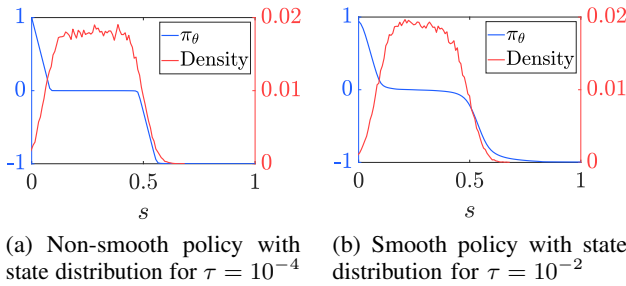 1 0.02
π_θ
Density
0 0.01
-1 0
0 0.5 1
s
1 0.02
π_θ
Density
0 0.01
-1 0
0 0.5 1
s
(a) Non-smooth policy with
state distribution for τ = 10⁻⁴
(b) Smooth policy with state
distribution for τ = 10⁻²